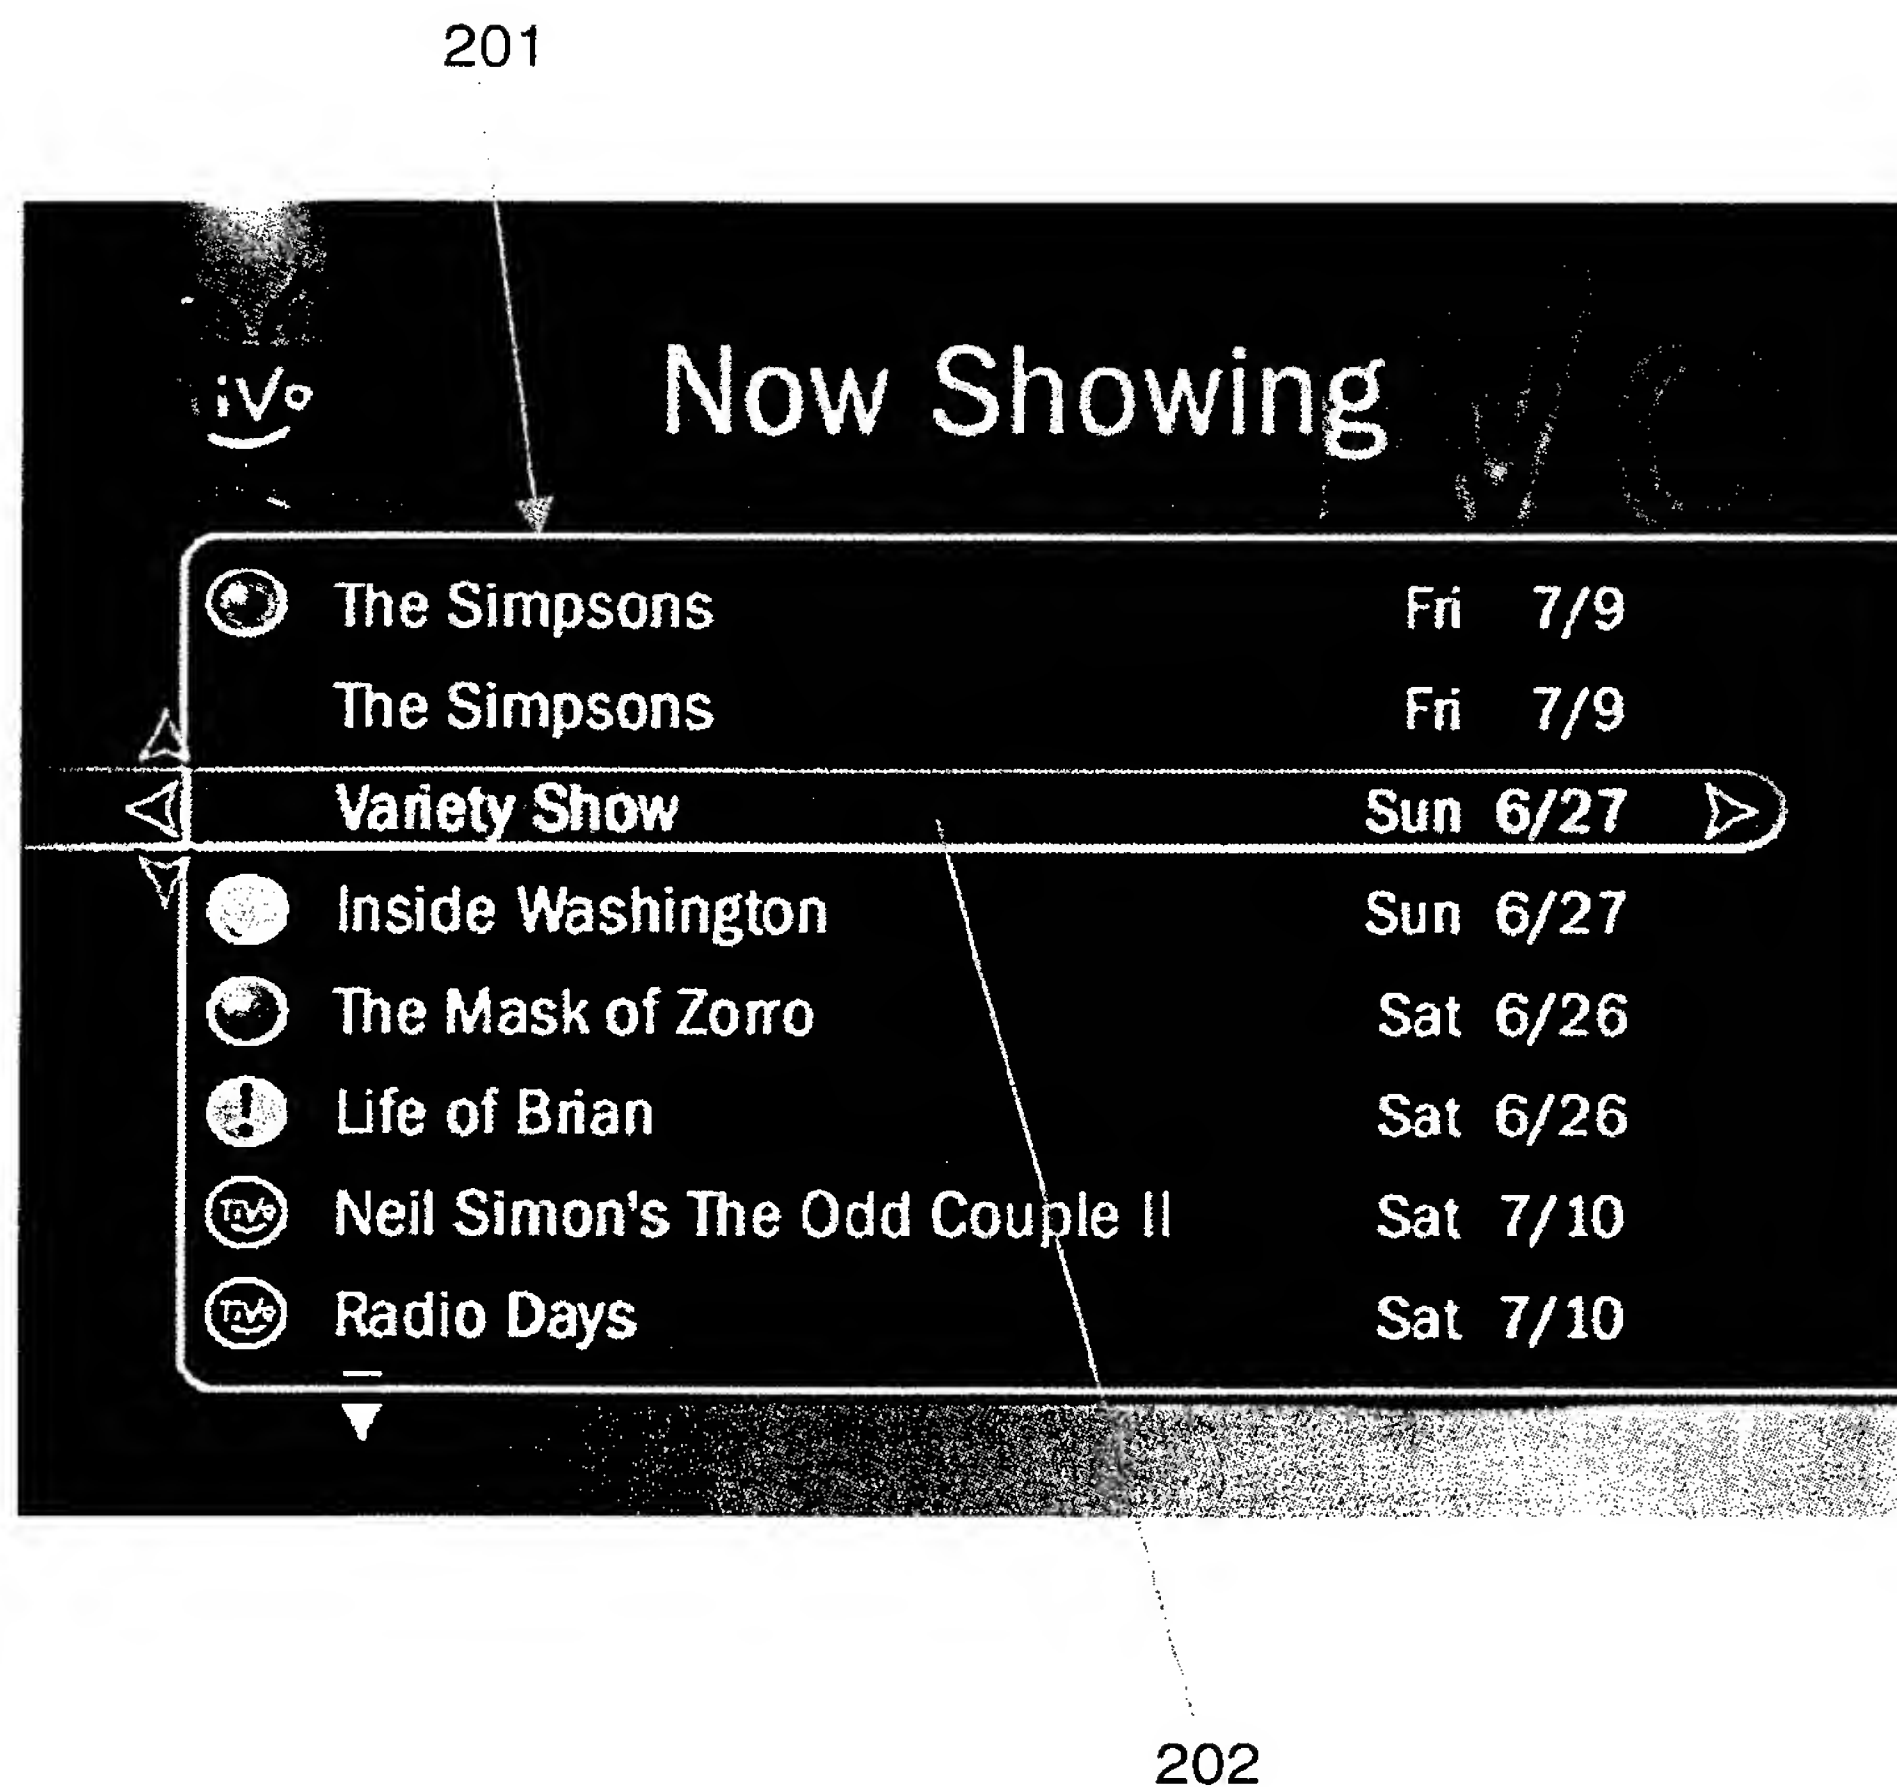 201
iVo
Now Showing
The Simpsons Fri 7/9
The Simpsons Fri 7/9
Variety Show Sun 6/27
Inside Washington Sun 6/27
The Mask of Zorro Sat 6/26
! Life of Brian Sat 6/26
TiVo Neil Simon's The Odd Couple II Sat 7/10
TiVo Radio Days Sat 7/10
202